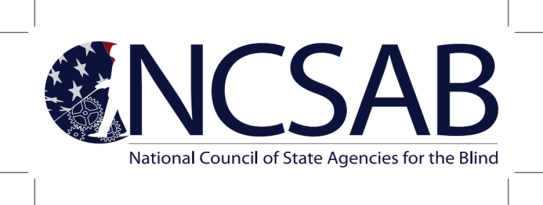 NCSAB
National Council of State Agencies for the Blind